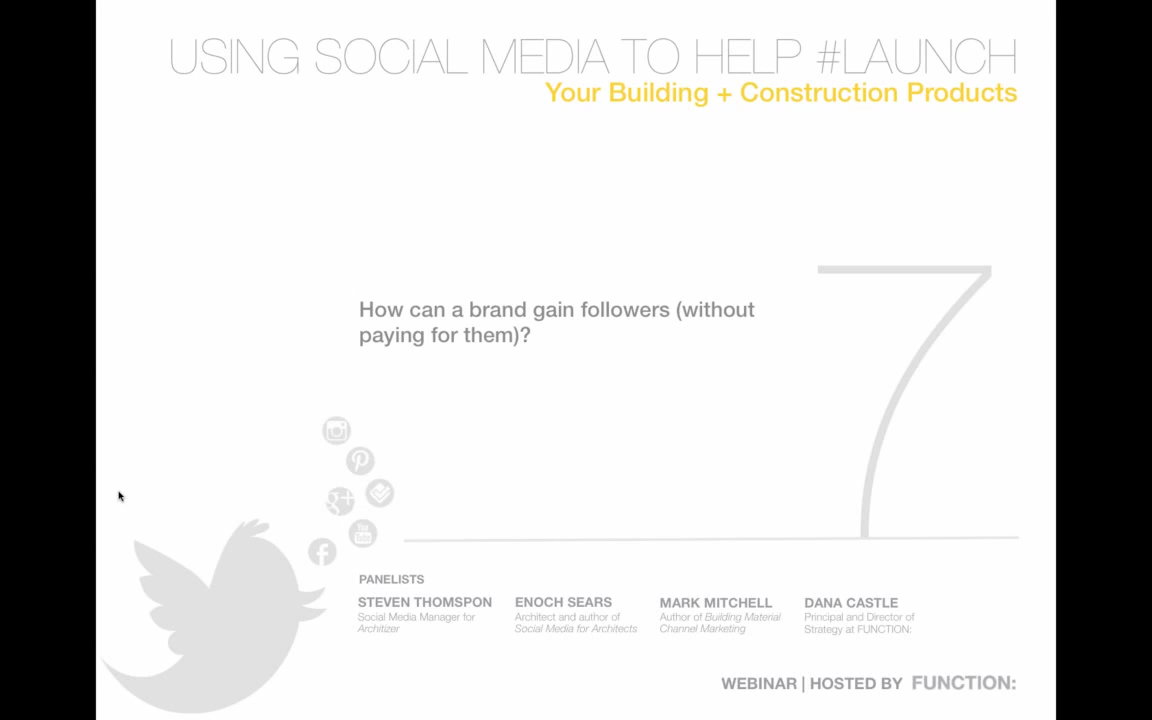 USING SOCIAL MEDIA TO HELP #LAUNCH
Your Building + Construction Products
How can a brand gain followers (without
paying for them)?
7
You
Tube
PANELISTS
STEVEN THOMSPON
Social Media Manager for
Architizer
ENOCH SEARS
Architect and author of
Social Media for Architects
MARK MITCHELL
Author of Building Material
Channel Marketing
DANA CASTLE
Principal and Director of
Strategy at FUNCTION:
WEBINAR | HOSTED BY FUNCTION: